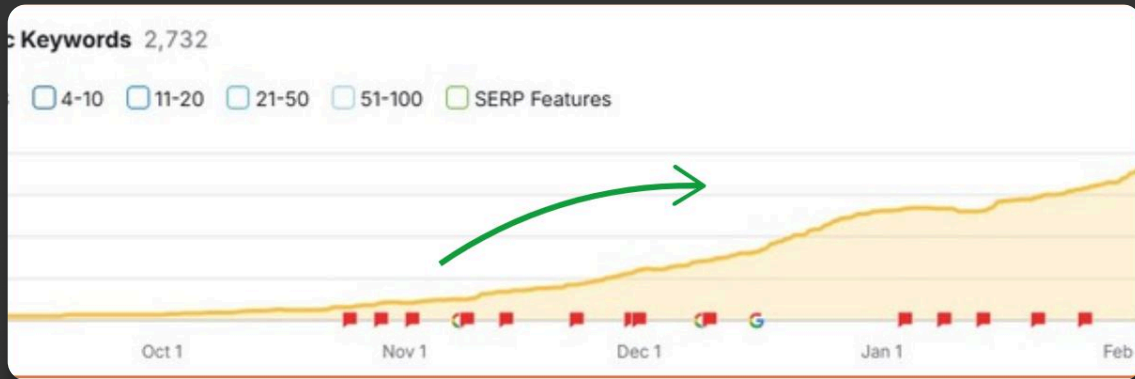 c Keywords 2,732
4-10 11-20 21-50 51-100 SERP Features
Oct 1 Nov 1 Dec 1 Jan 1 Feb